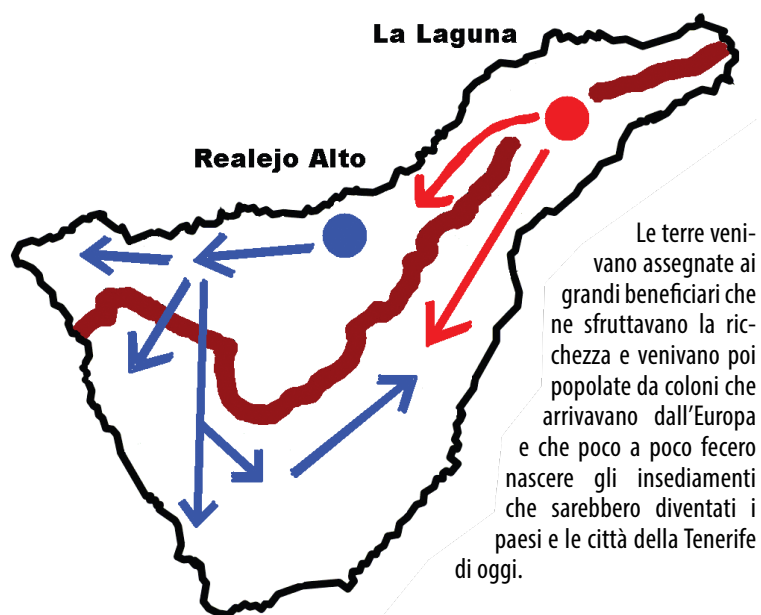 La Laguna
Realejo Alto
Le terre veni-
vano assegnate ai
grandi beneficiari che
ne sfruttavano la ric-
chezza e venivano poi
popolate da coloni che
arrivavano dall'Europa
e che poco a poco fecero
nascere gli insediamenti
che sarebbero diventati i
paesi e le città della Tenerife
di oggi.